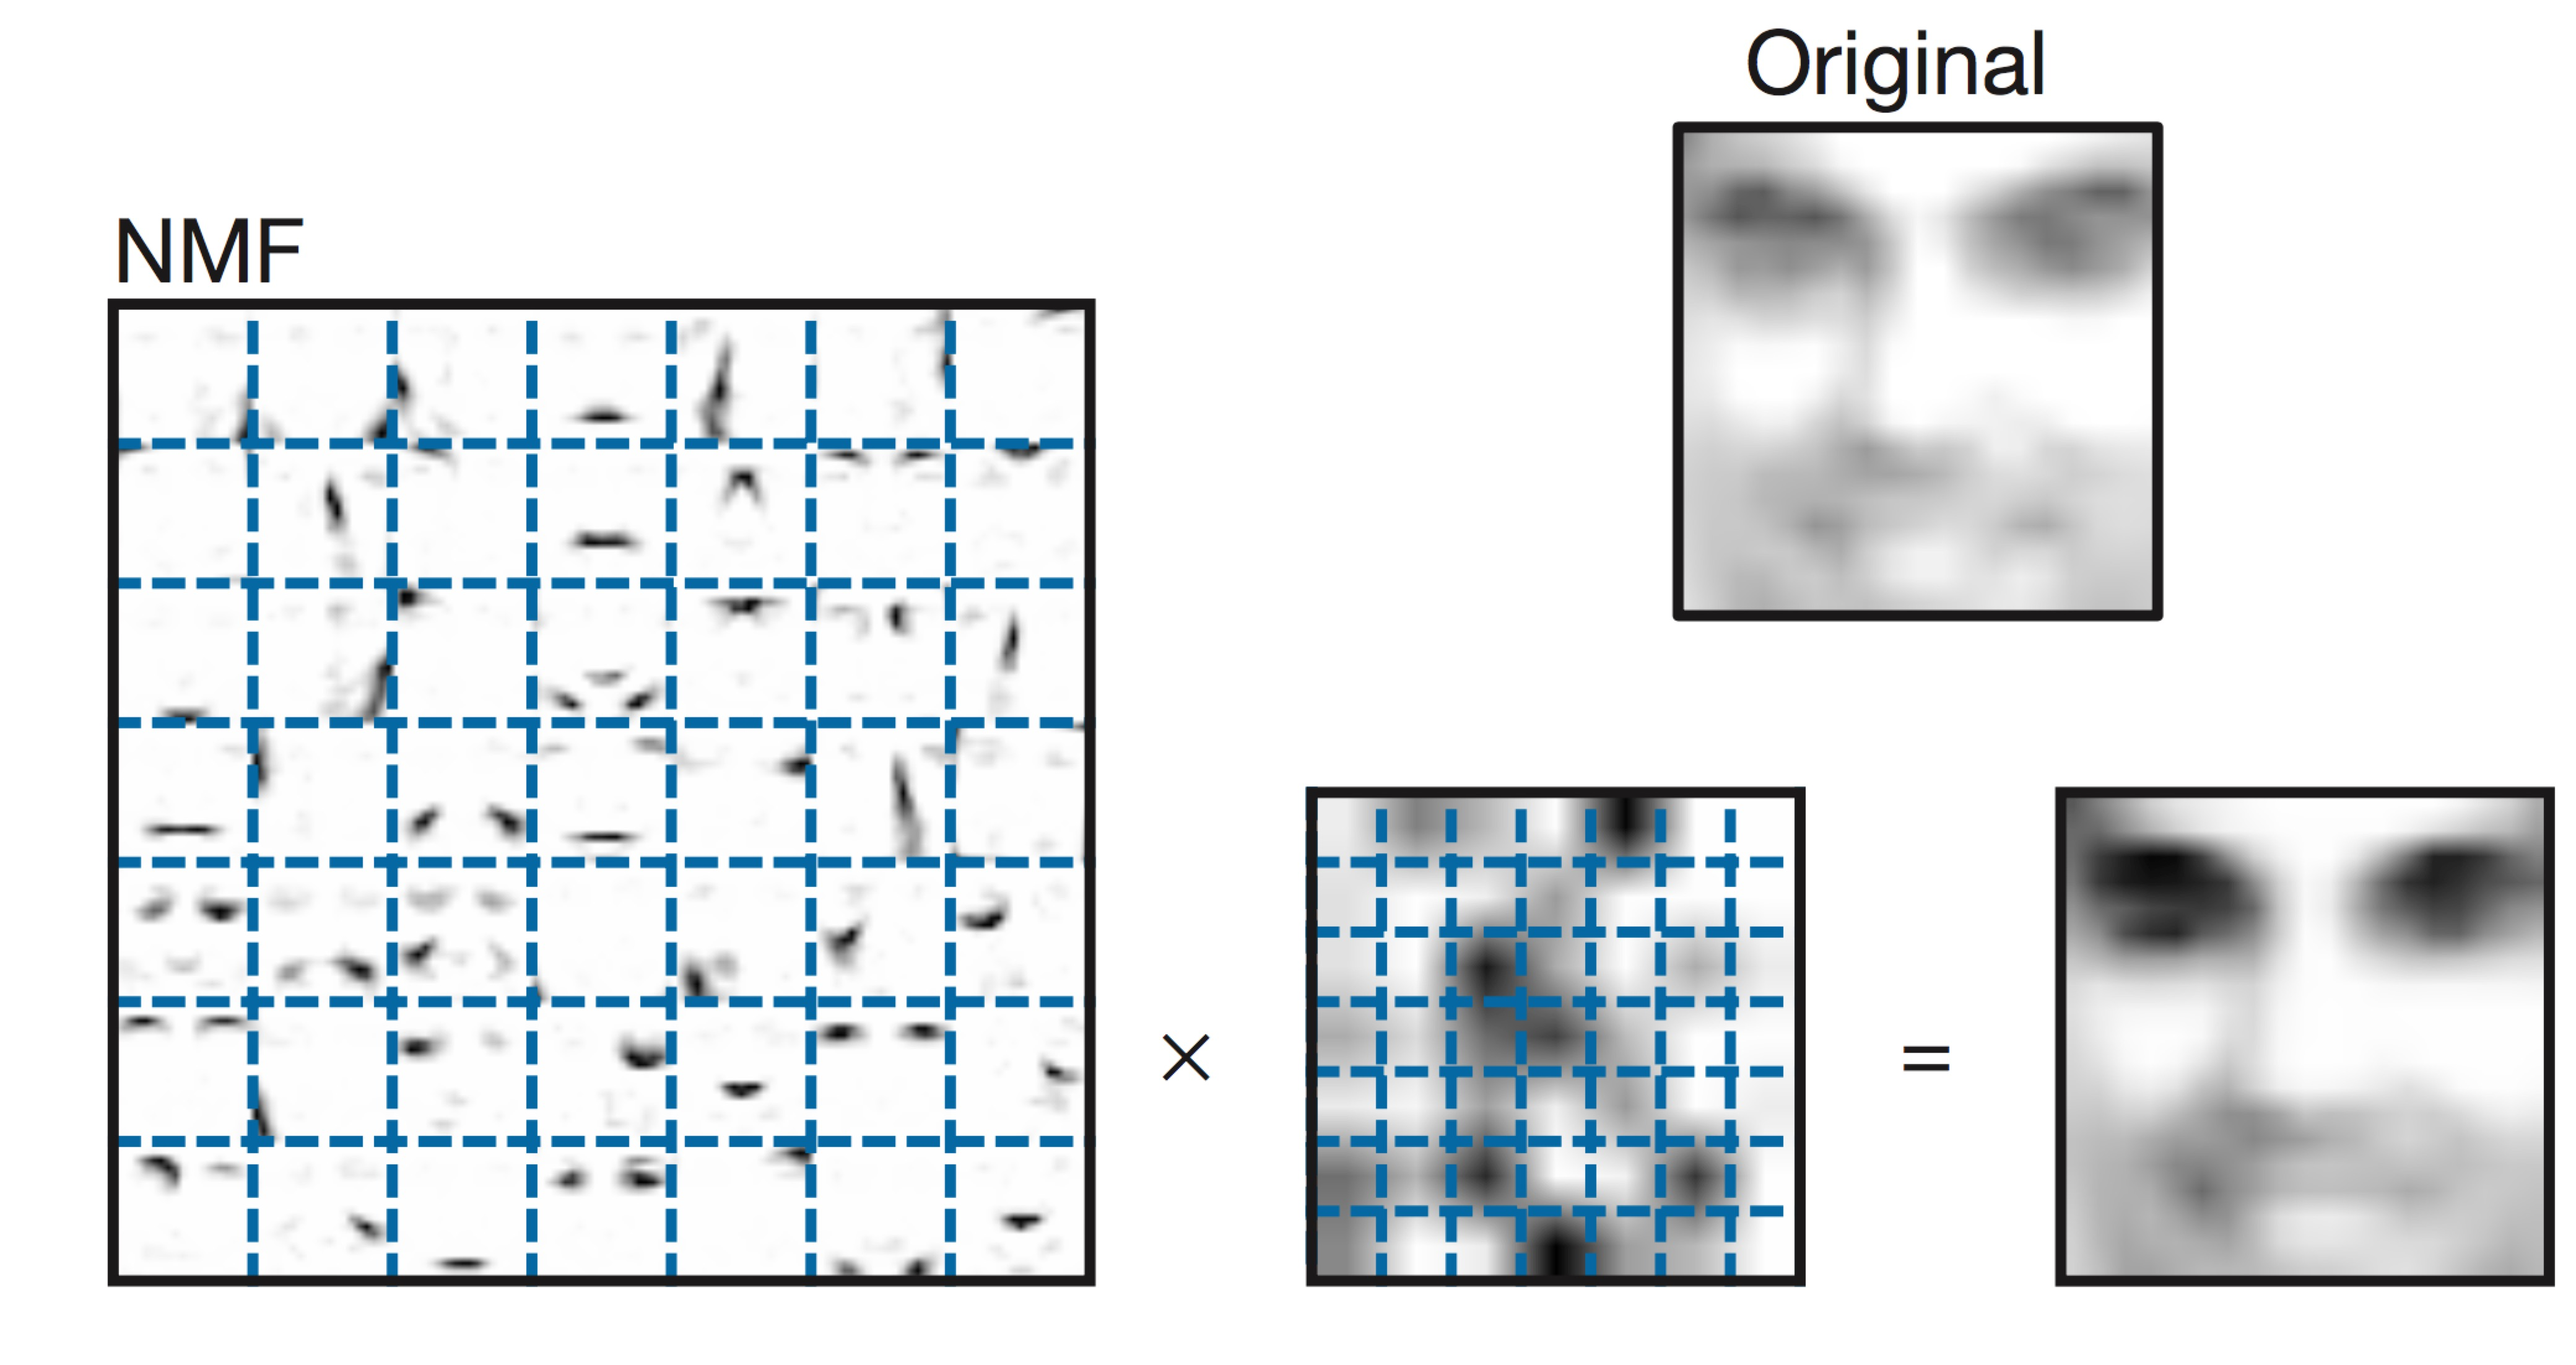 Original
NMF
× =